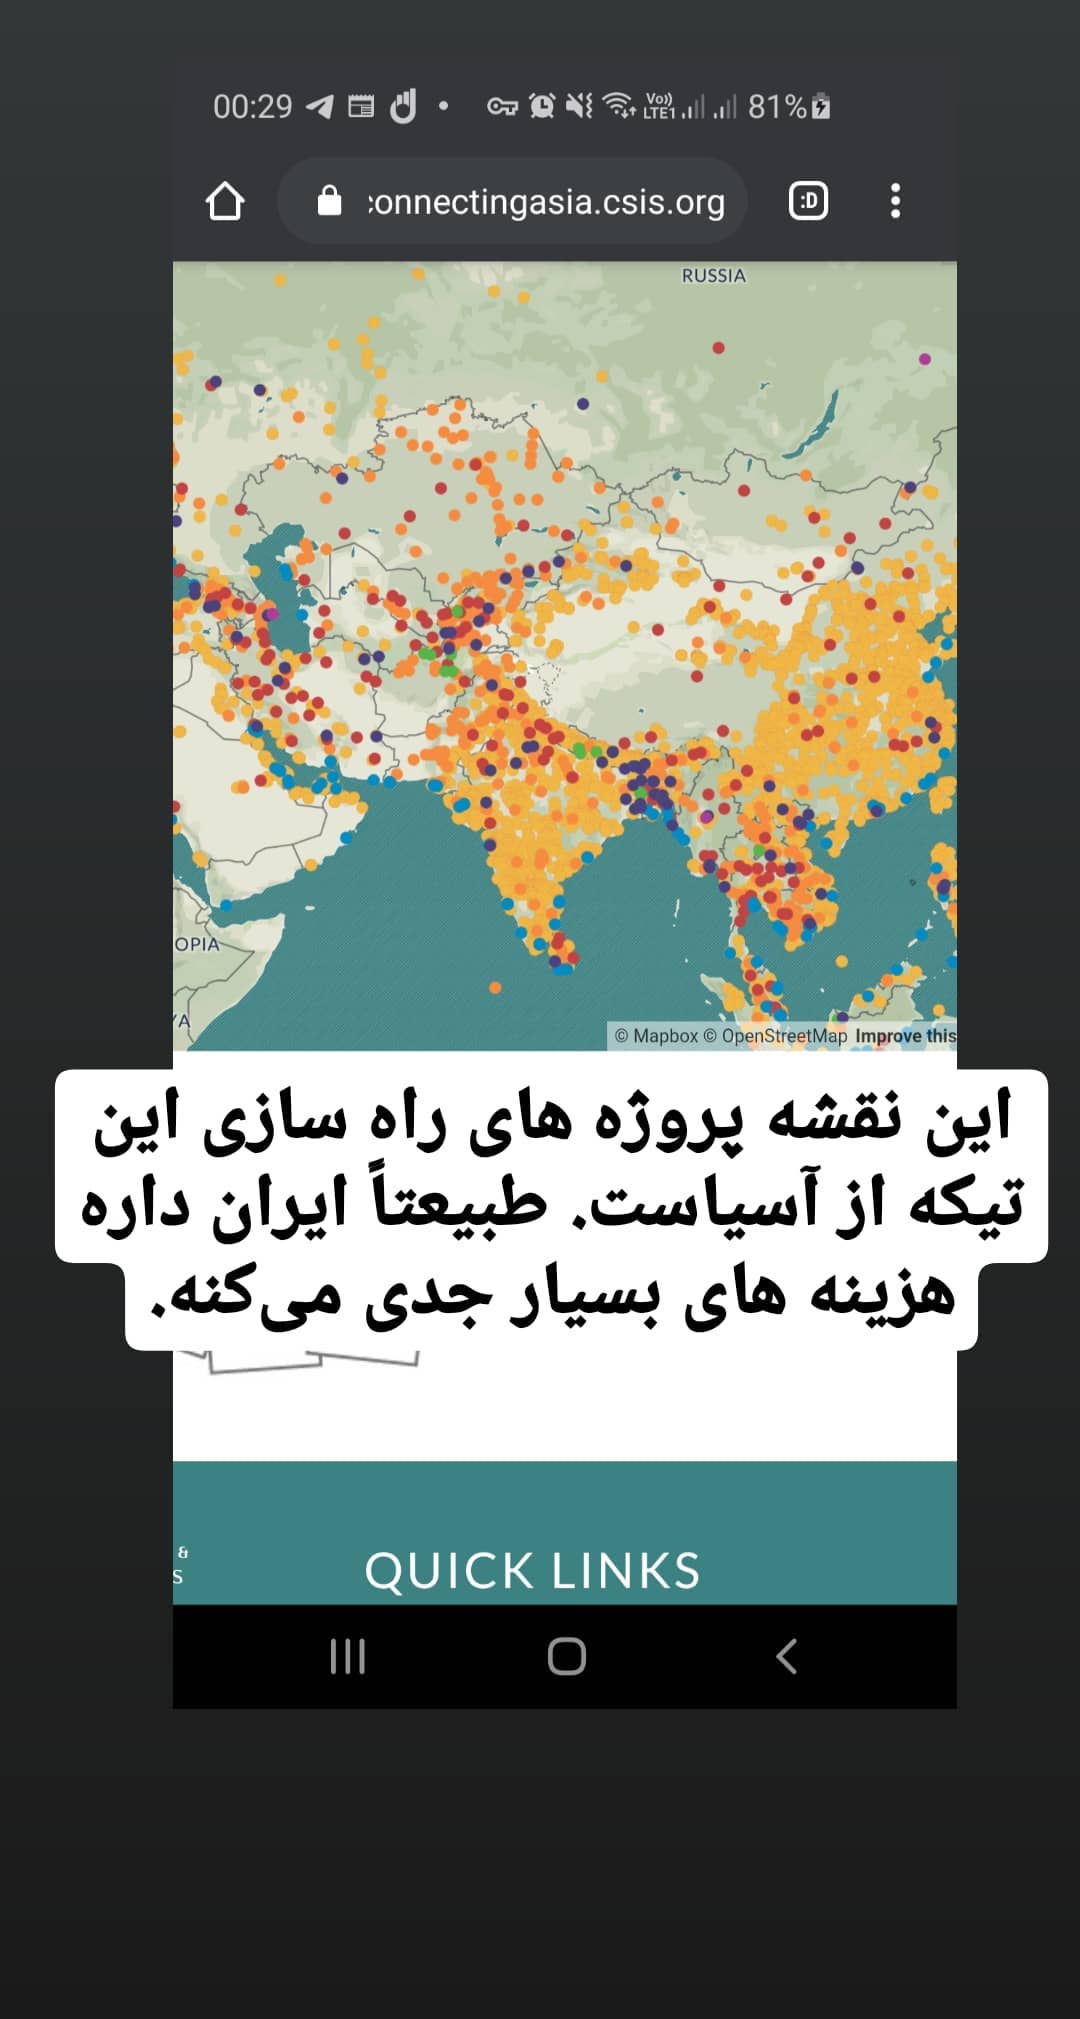 00:29
Vo))
LTE1
81%
:onnectingasia.csis.org
:D
RUSSIA
OPIA
YA
© Mapbox © OpenStreetMap Improve this
این نقشه پروژه های راه سازی این
تیکه از آسیاست. طبیعتاً ایران داره
هزینه های بسیار جدی می‌کنه.
&
S
QUICK LINKS